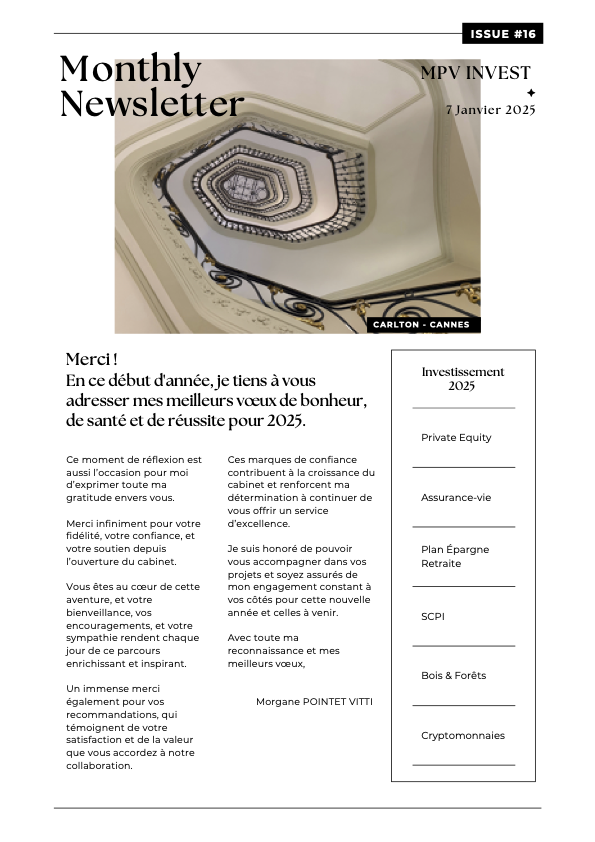 ISSUE #16
Monthly
Newsletter
MPV INVEST
7 Janvier 2025
CARLTON - CANNES
Merci !
En ce début d'année, je tiens à vous
adresser mes meilleurs vœux de bonheur,
de santé et de réussite pour 2025.
Ce moment de réflexion est
aussi l’occasion pour moi
d’exprimer toute ma
gratitude envers vous.
Merci infiniment pour votre
fidélité, votre confiance, et
votre soutien depuis
l’ouverture du cabinet.
Vous êtes au cœur de cette
aventure, et votre
bienveillance, vos
encouragements, et votre
sympathie rendent chaque
jour de ce parcours
enrichissant et inspirant.
Un immense merci
également pour vos
recommandations, qui
témoignent de votre
satisfaction et de la valeur
que vous accordez à notre
collaboration.
Ces marques de confiance
contribuent à la croissance du
cabinet et renforcent ma
détermination à continuer de
vous offrir un service
d’excellence.
Je suis honoré de pouvoir
vous accompagner dans vos
projets et soyez assurés de
mon engagement constant à
vos côtés pour cette nouvelle
année et celles à venir.
Avec toute ma
reconnaissance et mes
meilleurs vœux,
Morgane POINTET VITTI
Investissement
2025
Private Equity
Assurance-vie
Plan Épargne
Retraite
SCPI
Bois & Forêts
Cryptomonnaies